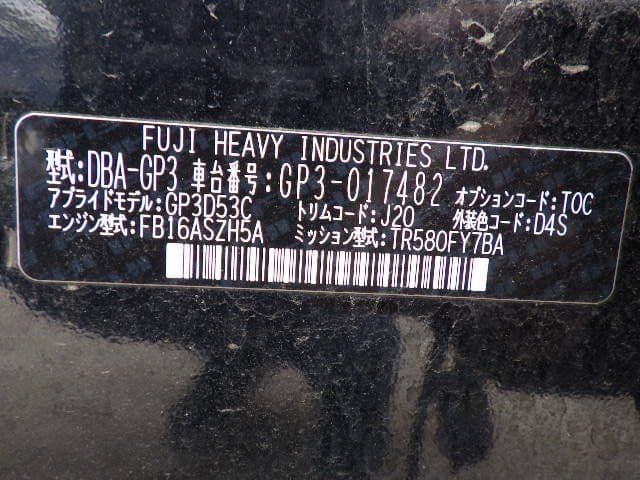 FUJI HEAVY INDUSTRIES LTD.
型式:DBA-GP3 車台番号:GP3-017482 オプションコード:TOC
アプライドモデル:GP3D53C トリムコード:J20 外装色コード:D4S
エンジン型式:FB16ASZH5A ミッション型式:TR580FY7BA